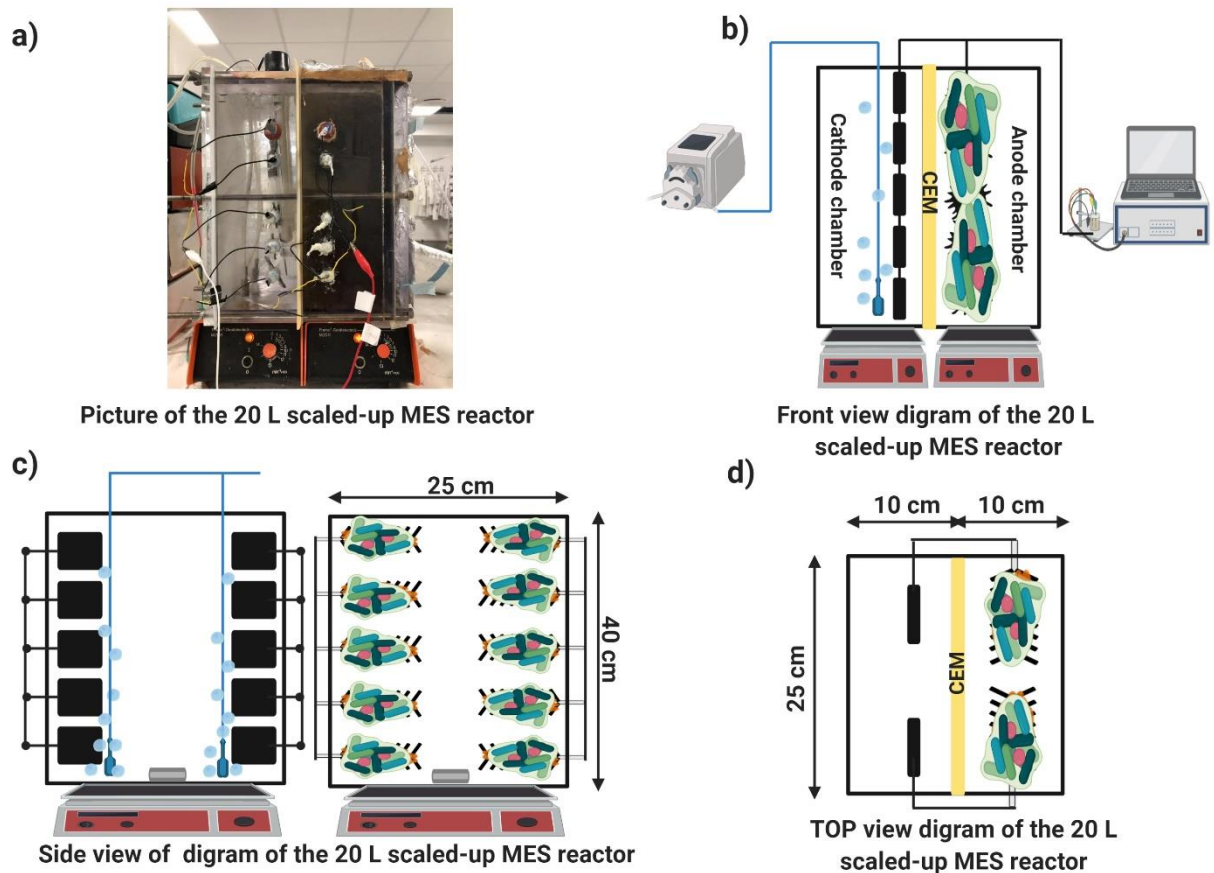 a)
Picture of the 20 L scaled-up MES reactor
b)
Cathode chamber
CEM
Anode chamber
Front view digram of the 20 L
scaled-up MES reactor
c)
25 cm
40 cm
Side view of  digram of the 20 L scaled-up MES reactor
d)
10 cm
10 cm
25 cm
CEM
TOP view digram of the 20 L
scaled-up MES reactor